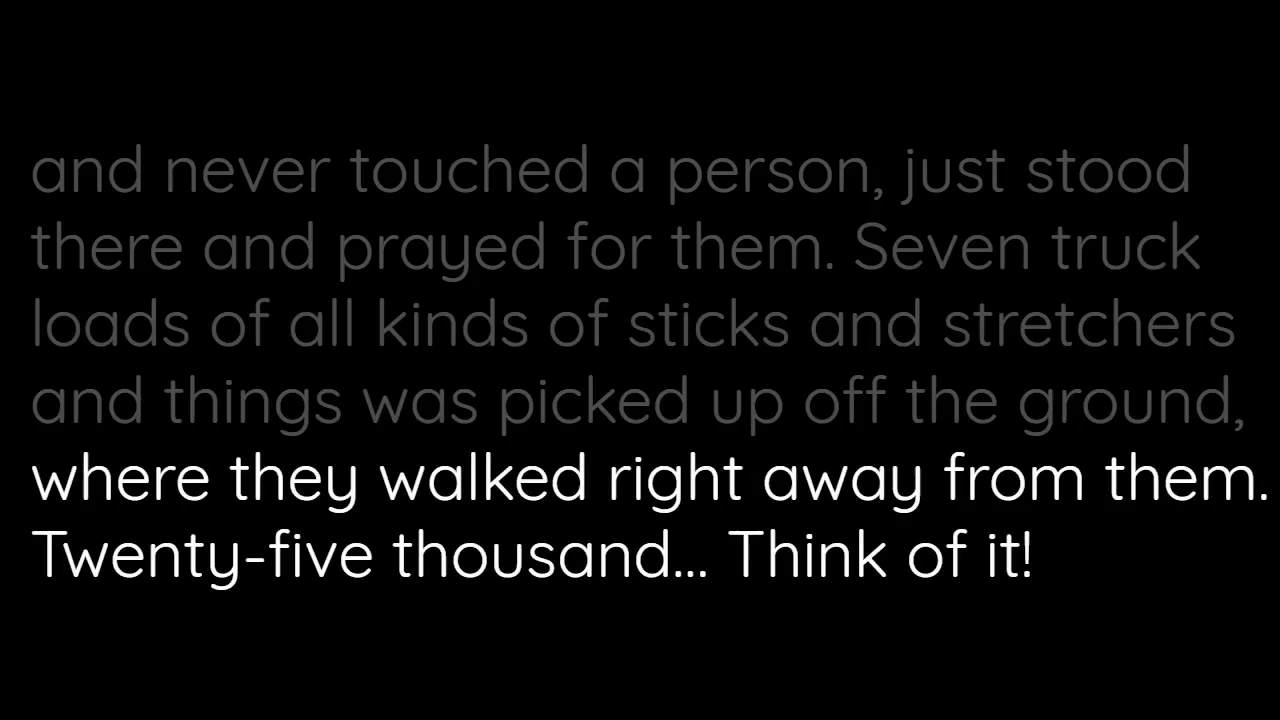 and never touched a person, just stood
there and prayed for them. Seven truck
loads of all kinds of sticks and stretchers
and things was picked up off the ground,
where they walked right away from them.
Twenty-five thousand... Think of it!